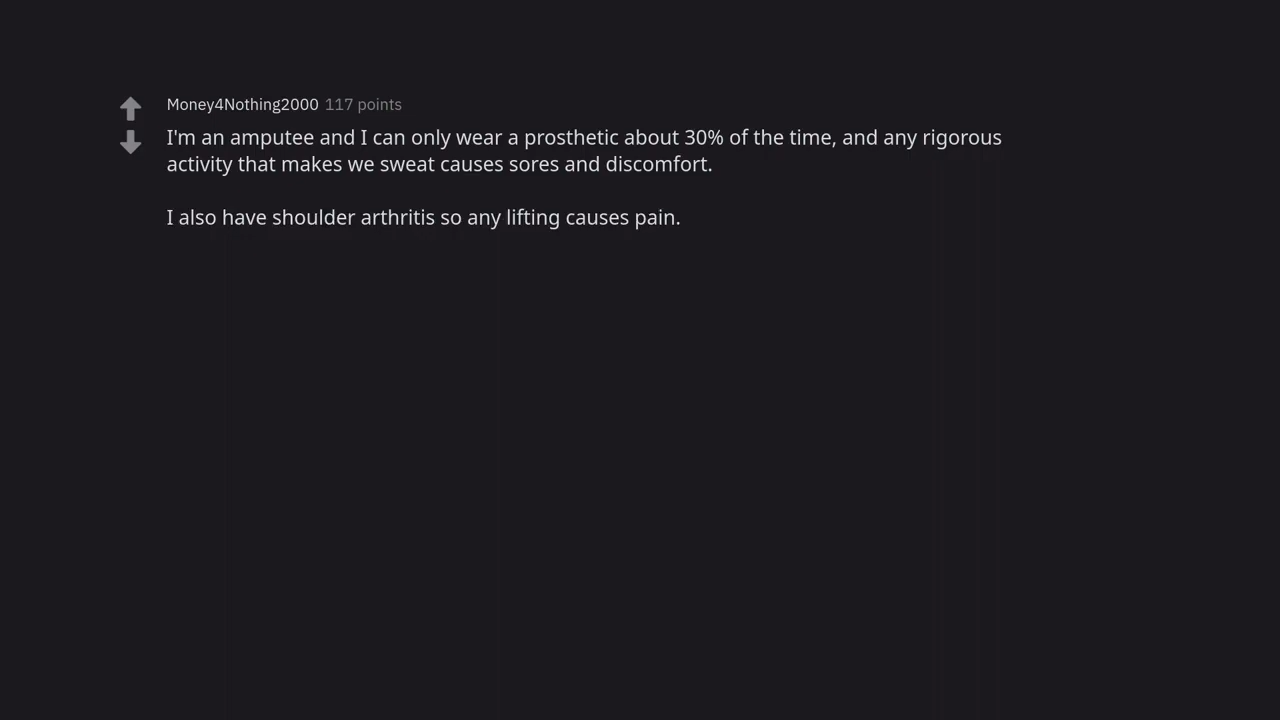 Money4Nothing2000 117 points
I'm an amputee and I can only wear a prosthetic about 30% of the time, and any rigorous
activity that makes we sweat causes sores and discomfort.
I also have shoulder arthritis so any lifting causes pain.